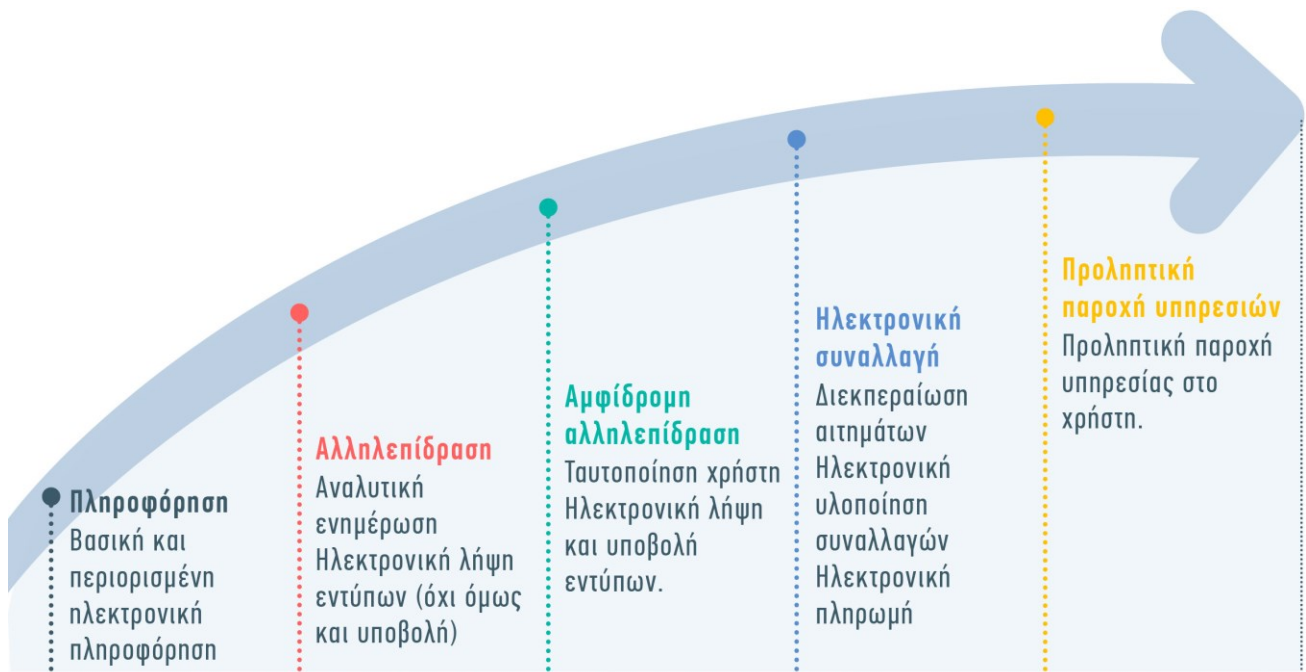 Πληροφόρηση
Βασική και
περιορισμένη
ηλεκτρονική
πληροφόρηση
Αλληλεπίδραση
Αναλυτική
ενημέρωση
Ηλεκτρονική λήψη
εντύπων (όχι όμως
και υποβολή)
Αμφίδρομη
αλληλεπίδραση
Ταυτοποίηση χρήστη
Ηλεκτρονική λήψη
και υποβολή
εντύπων.
Ηλεκτρονική
συναλλαγή
Διεκπεραίωση
αιτημάτων
Ηλεκτρονική
υλοποίηση
συναλλαγών
Ηλεκτρονική
πληρωμή
Προληπτική
παροχή υπηρεσιών
Προληπτική παροχή
υπηρεσίας στο
χρήστη.